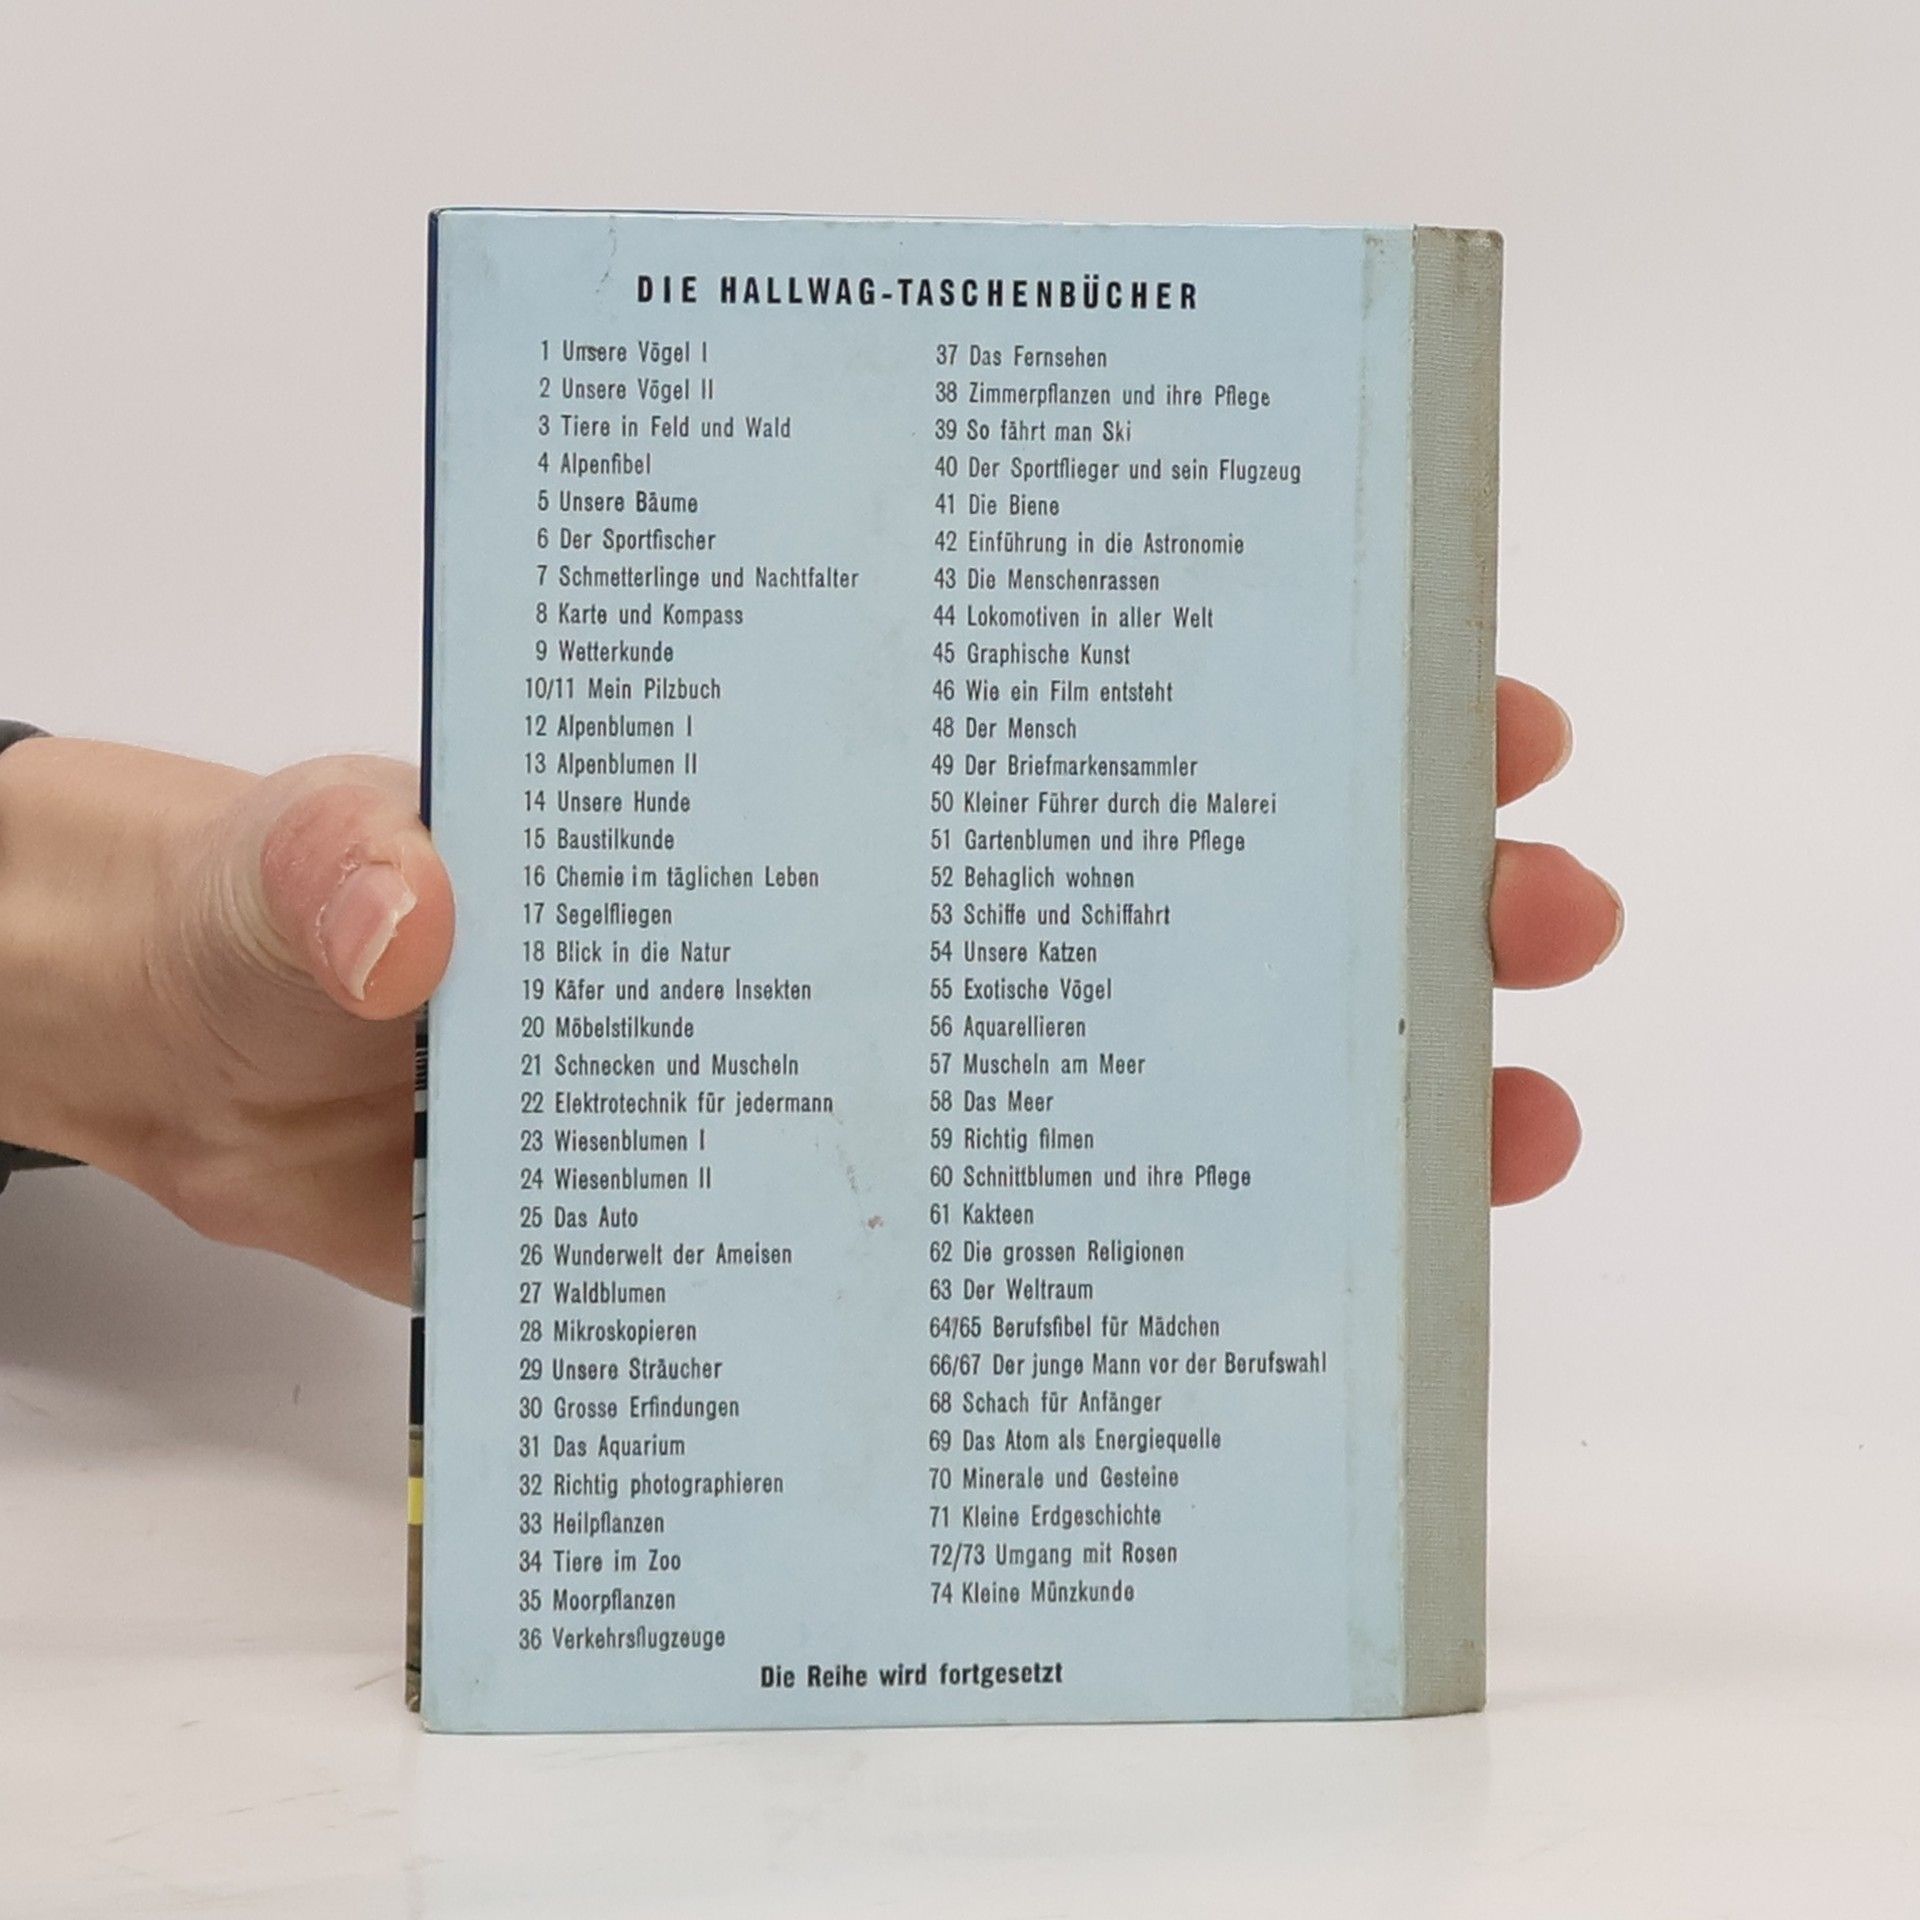 DIE HALLWAG-TASCHENBÜCHER
1 Unsere Vögel I
2 Unsere Vögel II
3 Tiere in Feld und Wald
4 Alpenfibel
5 Unsere Bäume
6 Der Sportfischer
7 Schmetterlinge und Nachtfalter
8 Karte und Kompass
9 Wetterkunde
10/11 Mein Pilzbuch
12 Alpenblumen I
13 Alpenblumen II
14 Unsere Hunde
15 Baustilkunde
16 Chemie im täglichen Leben
17 Segelfliegen
18 Blick in die Natur
19 Käfer und andere Insekten
20 Möbelstilkunde
21 Schnecken und Muscheln
22 Elektrotechnik für jedermann
23 Wiesenblumen I
24 Wiesenblumen II
25 Das Auto
26 Wunderwelt der Ameisen
27 Waldblumen
28 Mikroskopieren
29 Unsere Sträucher
30 Grosse Erfindungen
31 Das Aquarium
32 Richtig photographieren
33 Heilpflanzen
34 Tiere im Zoo
35 Moorpflanzen
36 Verkehrsflugzeuge
37 Das Fernsehen
38 Zimmerpflanzen und ihre Pflege
39 So fährt man Ski
40 Der Sportflieger und sein Flugzeug
41 Die Biene
42 Einführung in die Astronomie
43 Die Menschenrassen
44 Lokomotiven in aller Welt
45 Graphische Kunst
46 Wie ein Film entsteht
48 Der Mensch
49 Der Briefmarkensammler
50 Kleiner Führer durch die Malerei
51 Gartenblumen und ihre Pflege
52 Behaglich wohnen
53 Schiffe und Schiffahrt
54 Unsere Katzen
55 Exotische Vögel
56 Aquarellieren
57 Muscheln am Meer
58 Das Meer
59 Richtig filmen
60 Schnittblumen und ihre Pflege
61 Kakteen
62 Die grossen Religionen
63 Der Weltraum
64/65 Berufsfibel für Mädchen
66/67 Der junge Mann vor der Berufswahl
68 Schach für Anfänger
69 Das Atom als Energiequelle
70 Minerale und Gesteine
71 Kleine Erdgeschichte
72/73 Umgang mit Rosen
74 Kleine Münzkunde
Die Reihe wird fortgesetzt